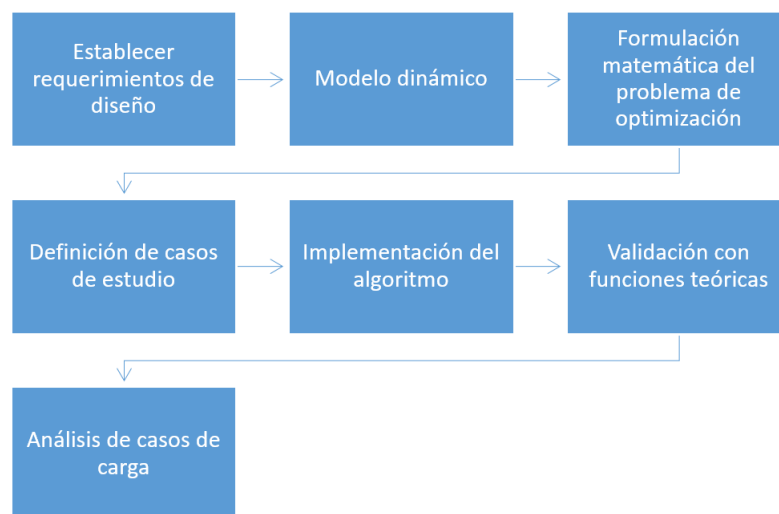 Establecer
requerimientos de
diseño
Modelo dinámico
Formulación
matemática del
problema de
optimización
Definición de casos
de estudio
Implementación del
algoritmo
Validación con
funciones teóricas
Análisis de casos de
carga